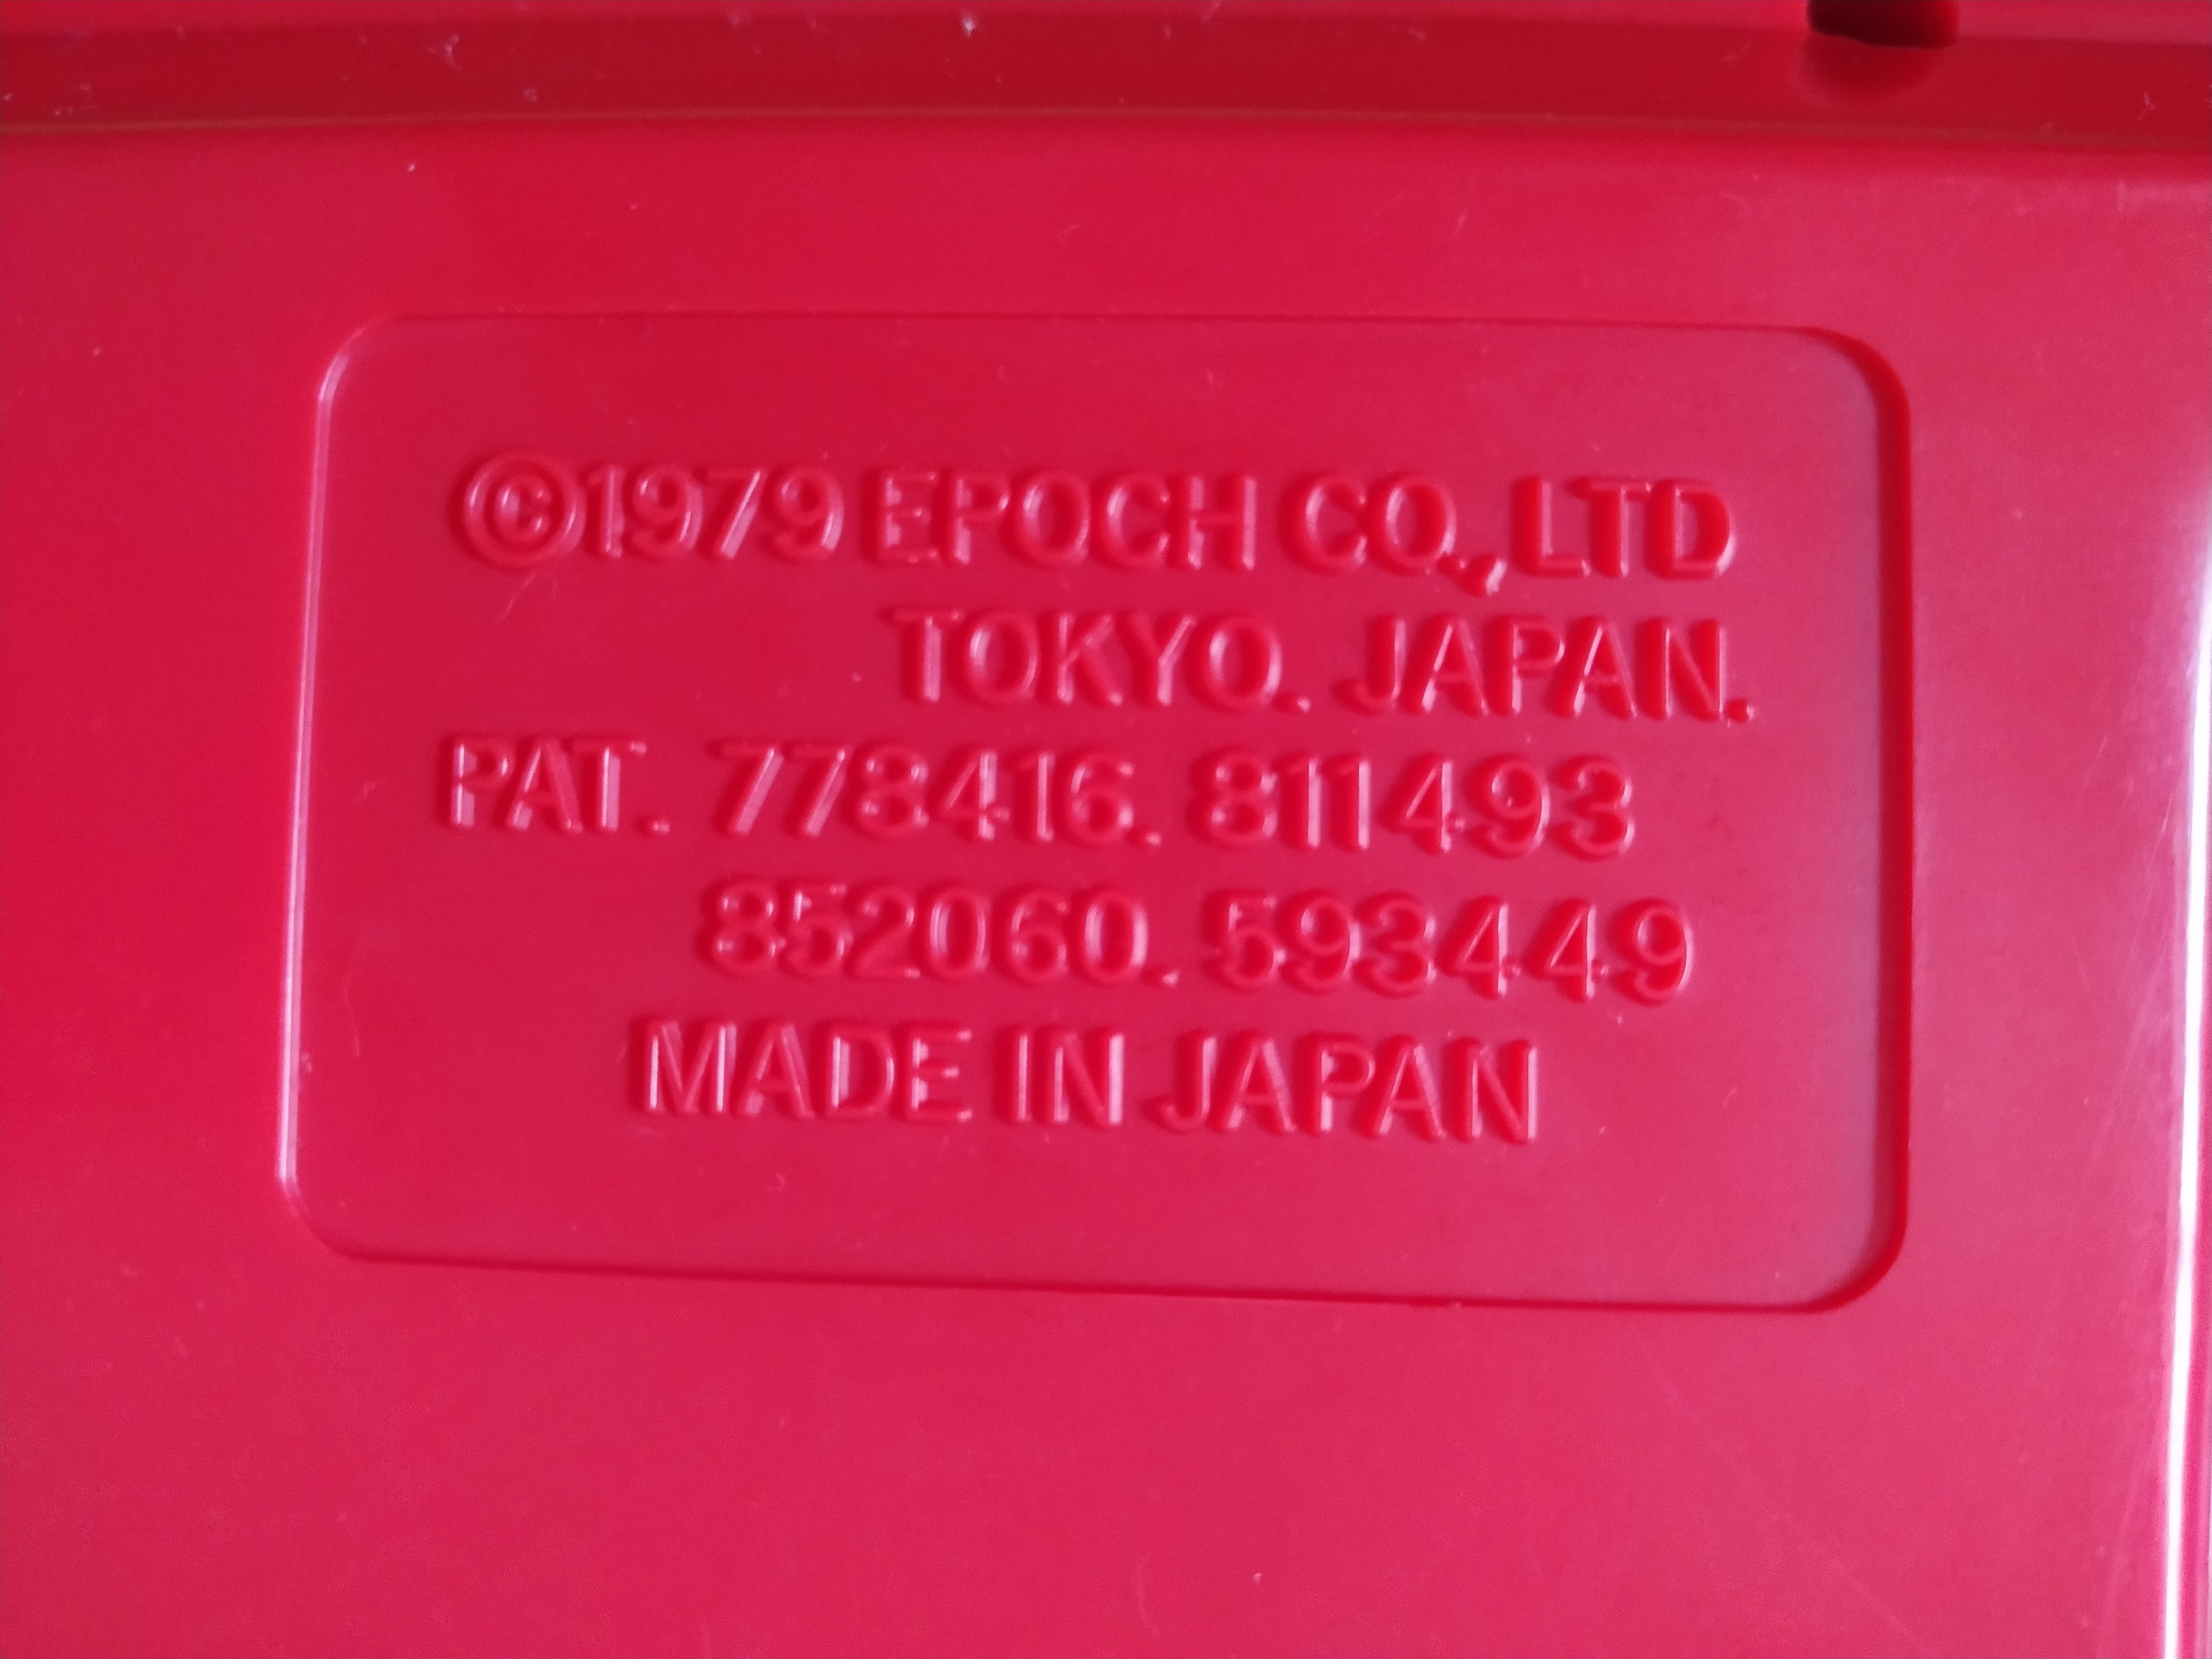 ©1979 EPOCH CO.,LTD
TOKYO. JAPAN.
PAT. 778416. 811493
852060. 593449
MADE IN JAPAN